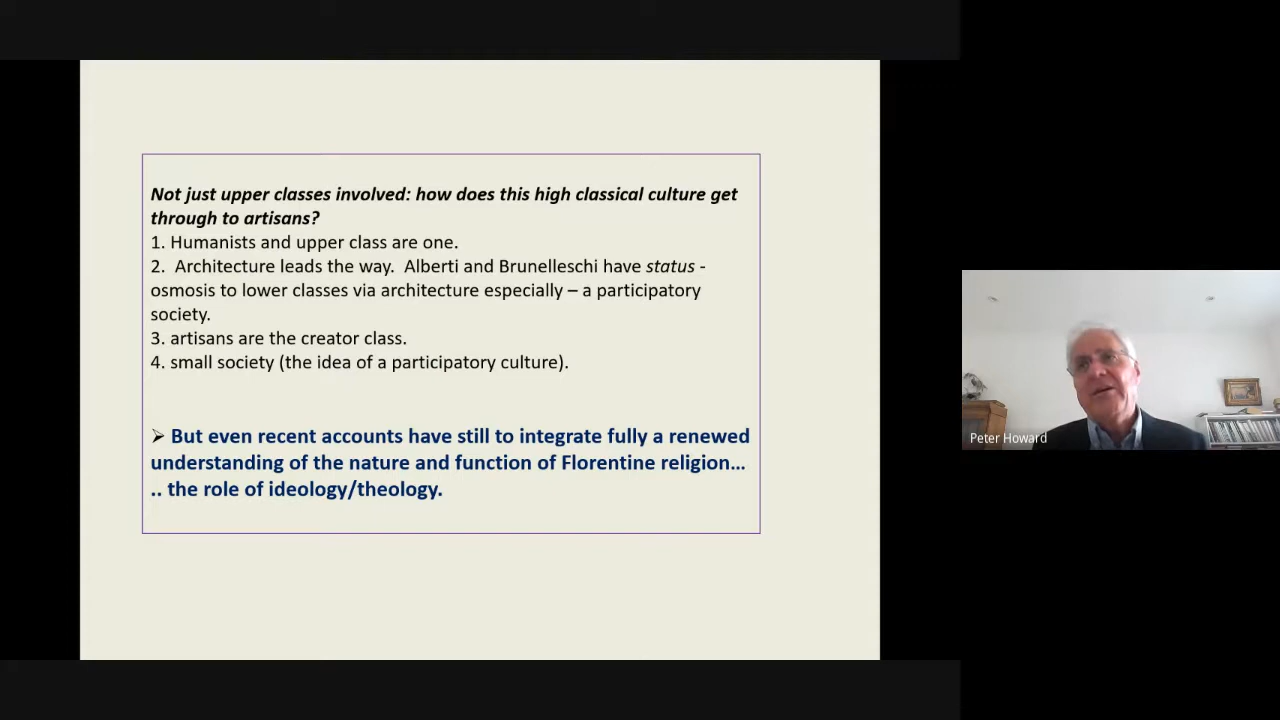 Not just upper classes involved: how does this high classical culture get
through to artisans?
1. Humanists and upper class are one.
2.  Architecture leads the way.  Alberti and Brunelleschi have status -
osmosis to lower classes via architecture especially – a participatory
society.
3. artisans are the creator class.
4. small society (the idea of a participatory culture).
➢ But even recent accounts have still to integrate fully a renewed
understanding of the nature and function of Florentine religion…
.. the role of ideology/theology.
Peter Howard